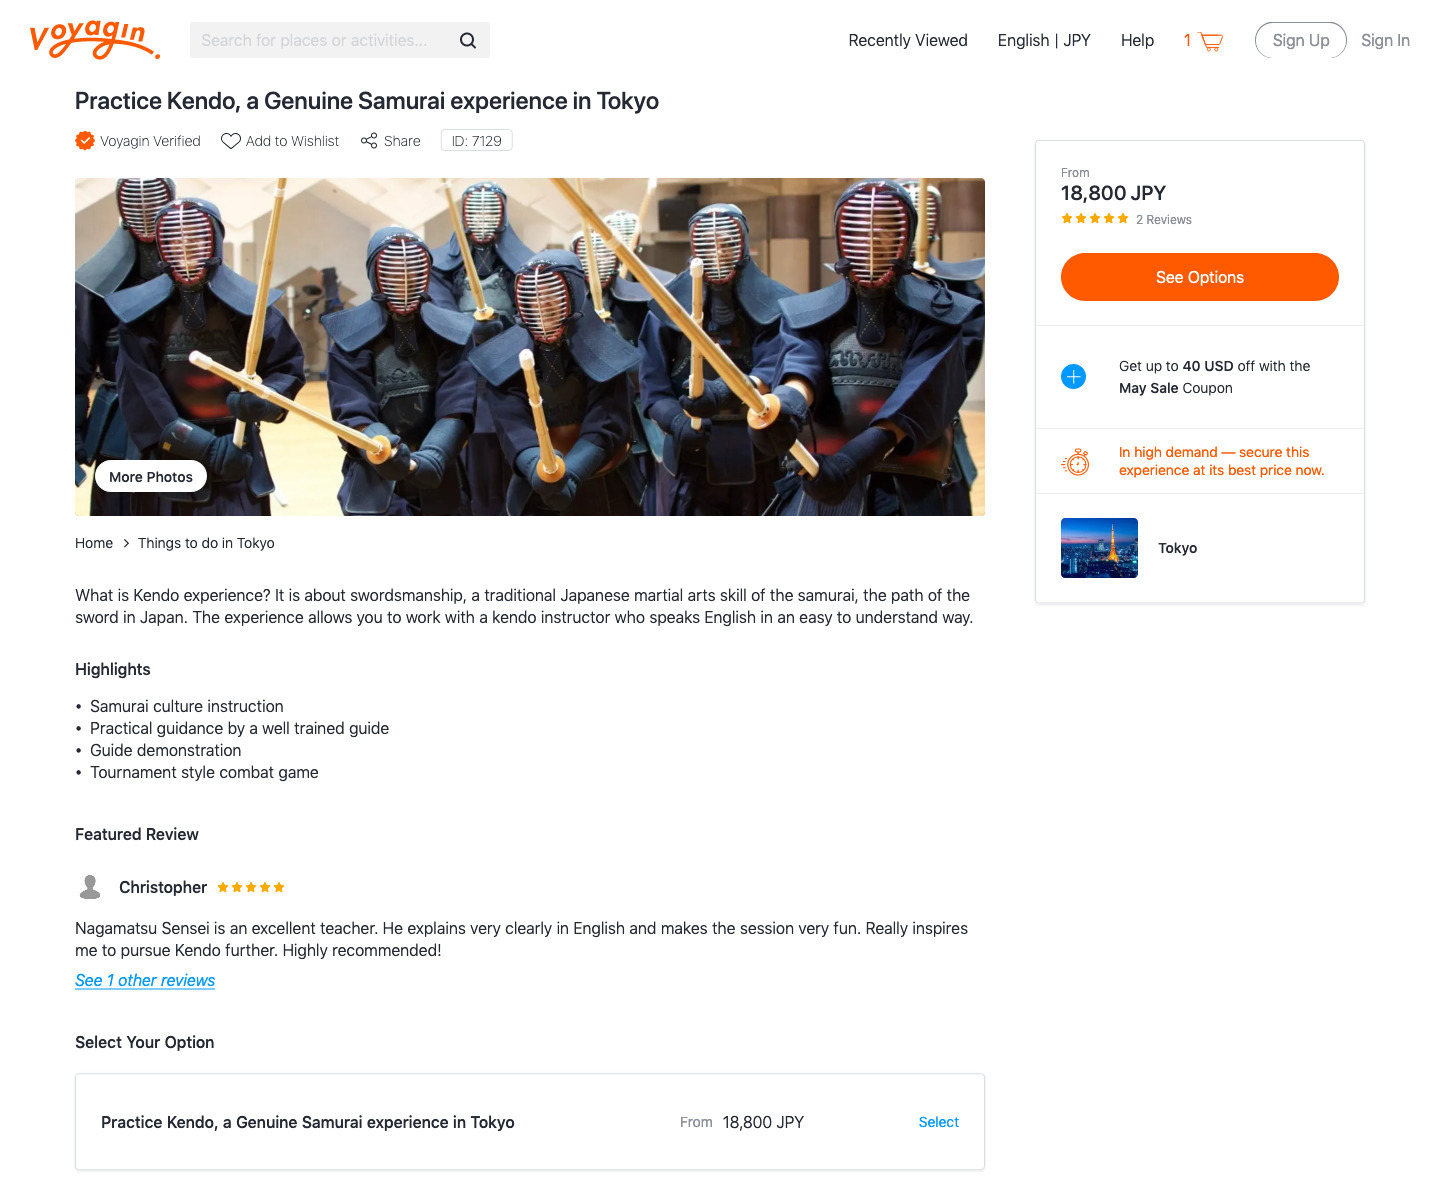 voyagin
Search for places or activities...
Recently Viewed
English | JPY
Help
1
Sign Up
Sign In
Practice Kendo, a Genuine Samurai experience in Tokyo
Voyagin Verified
Add to Wishlist
Share
ID: 7129
From
18,800 JPY
2 Reviews
See Options
Get up to 40 USD off with the
May Sale Coupon
In high demand — secure this
experience at its best price now.
Tokyo
More Photos
Home
Things to do in Tokyo
What is Kendo experience? It is about swordsmanship, a traditional Japanese martial arts skill of the samurai, the path of the
sword in Japan. The experience allows you to work with a kendo instructor who speaks English in an easy to understand way.
Highlights
• Samurai culture instruction
• Practical guidance by a well trained guide
• Guide demonstration
• Tournament style combat game
Featured Review
Christopher
Nagamatsu Sensei is an excellent teacher. He explains very clearly in English and makes the session very fun. Really inspires
me to pursue Kendo further. Highly recommended!
See 1 other reviews
Select Your Option
Practice Kendo, a Genuine Samurai experience in Tokyo
From 18,800 JPY
Select